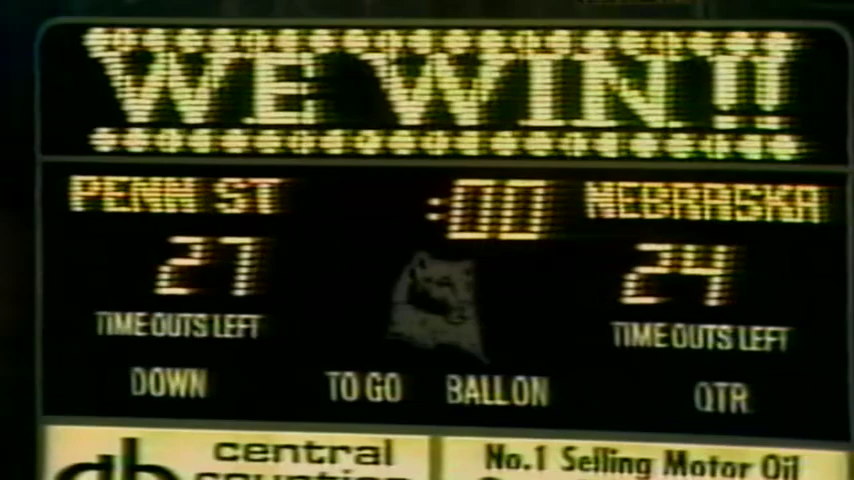 WE WIN!!
PENN ST :00 NEBRASKA
27 24
TIME OUTS LEFT TIME OUTS LEFT
DOWN TO GO BALL ON QTR
central
No.1 Selling Motor Oil